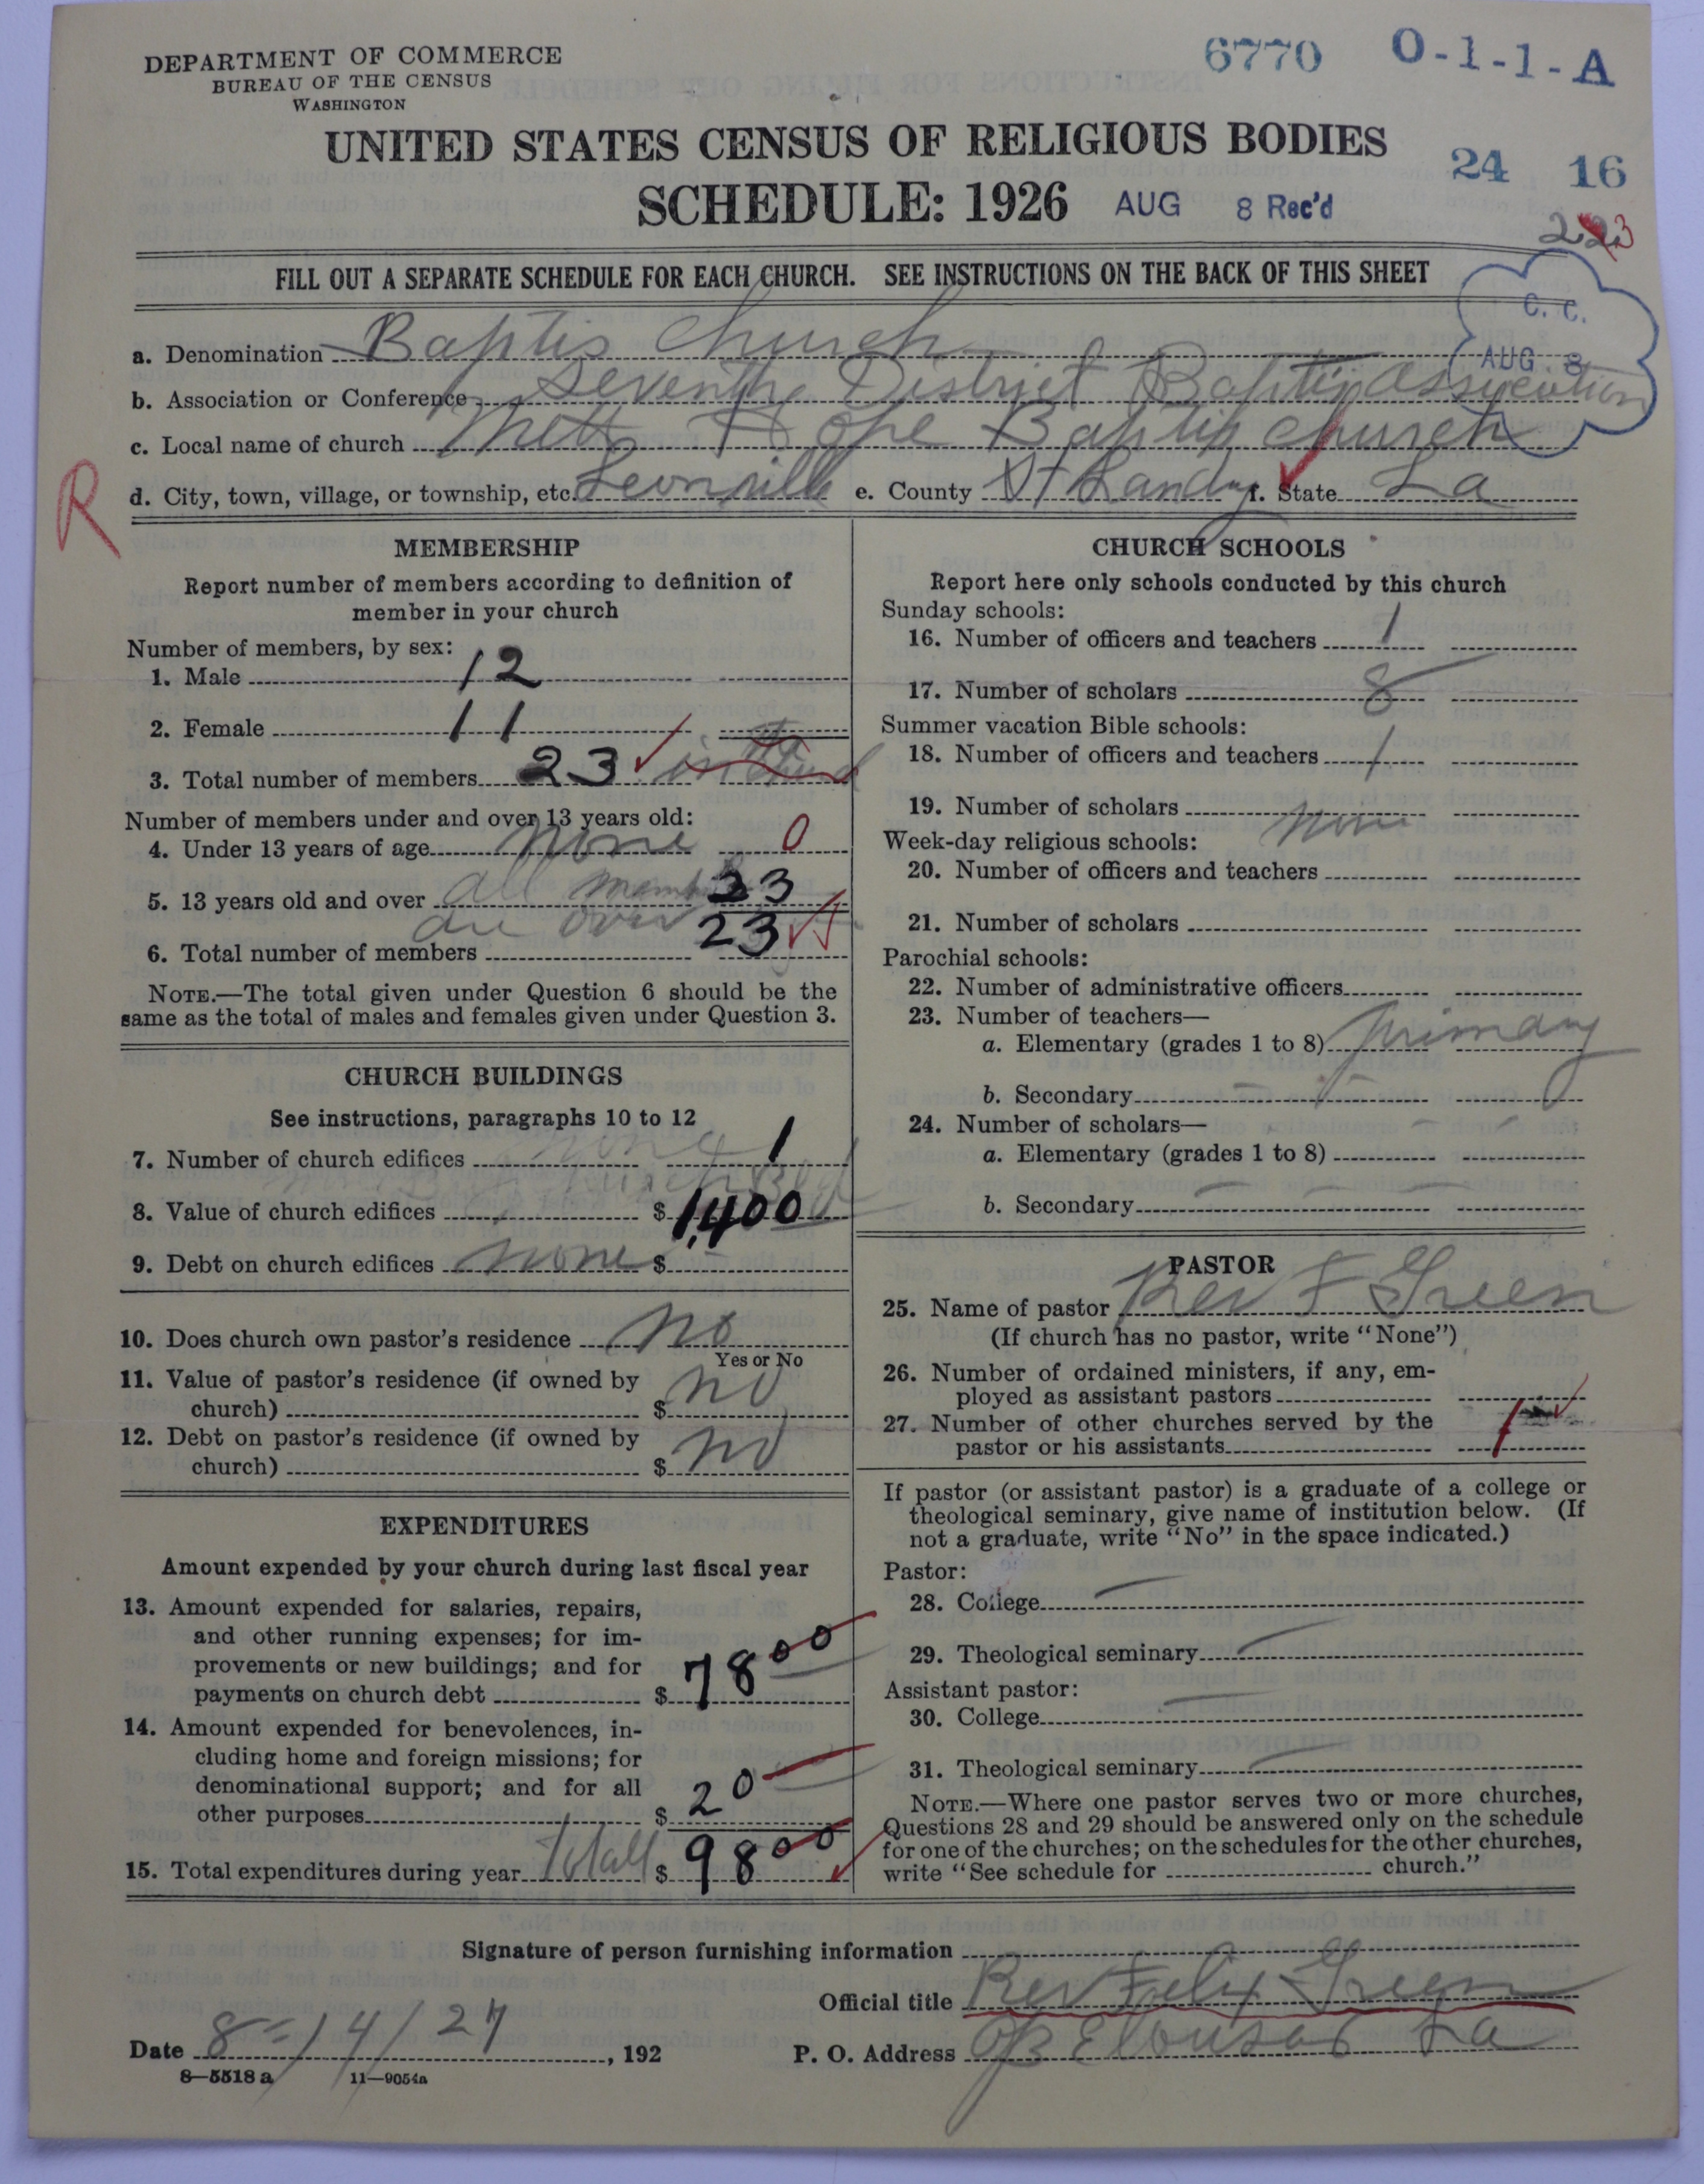 DEPARTMENT OF COMMERCE
BUREAU OF THE CENSUS
WASHINGTON
6770 O-1-1-A
UNITED STATES CENSUS OF RELIGIOUS BODIES
SCHEDULE: 1926 AUG 8 Rec'd
24 16
FILL OUT A SEPARATE SCHEDULE FOR EACH CHURCH. SEE INSTRUCTIONS ON THE BACK OF THIS SHEET
C. C.
AUG. 8
a. Denomination Baptis Church
b. Association or Conference Seventh District Baptis
c. Local name of church Hope Baptis church
d. City, town, village, or township, etc. Leonville e. County St Landry f. State La
R
MEMBERSHIP
Report number of members according to definition of
member in your church
Number of members, by sex:
1. Male 12
2. Female 11
3. Total number of members 23
Number of members under and over 13 years old:
4. Under 13 years of age none 0
5. 13 years old and over all 23
over
6. Total number of members 23
NOTE.—The total given under Question 6 should be the
same as the total of males and females given under Question 3.
CHURCH BUILDINGS
See instructions, paragraphs 10 to 12
7. Number of church edifices 1
8. Value of church edifices $ 1,400
9. Debt on church edifices none $
10. Does church own pastor's residence no
Yes or No
11. Value of pastor's residence (if owned by
church) $ no
12. Debt on pastor's residence (if owned by
church) $ no
EXPENDITURES
Amount expended by your church during last fiscal year
13. Amount expended for salaries, repairs,
and other running expenses; for im-
provements or new buildings; and for
payments on church debt $ 78 00
14. Amount expended for benevolences, in-
cluding home and foreign missions; for
denominational support; and for all
other purposes $ 20
15. Total expenditures during year Totall $ 98 00
CHURCH SCHOOLS
Report here only schools conducted by this church
Sunday schools:
16. Number of officers and teachers 1
17. Number of scholars 8
Summer vacation Bible schools:
18. Number of officers and teachers 1
19. Number of scholars none
Week-day religious schools:
20. Number of officers and teachers
21. Number of scholars
Parochial schools:
22. Number of administrative officers
23. Number of teachers—
a. Elementary (grades 1 to 8) primary
b. Secondary
24. Number of scholars—
a. Elementary (grades 1 to 8)
b. Secondary
PASTOR
25. Name of pastor Rev F Green
(If church has no pastor, write "None")
26. Number of ordained ministers, if any, em-
ployed as assistant pastors
27. Number of other churches served by the
pastor or his assistants 1
If pastor (or assistant pastor) is a graduate of a college or
theological seminary, give name of institution below. (If
not a graduate, write "No" in the space indicated.)
Pastor:
28. College
29. Theological seminary
Assistant pastor:
30. College
31. Theological seminary
NOTE.—Where one pastor serves two or more churches,
Questions 28 and 29 should be answered only on the schedule
for one of the churches; on the schedules for the other churches,
write "See schedule for church."
Signature of person furnishing information
Official title Rev Felix Green
Date 8-14/27, 192 P. O. Address La
8—5518 a 11—9054a